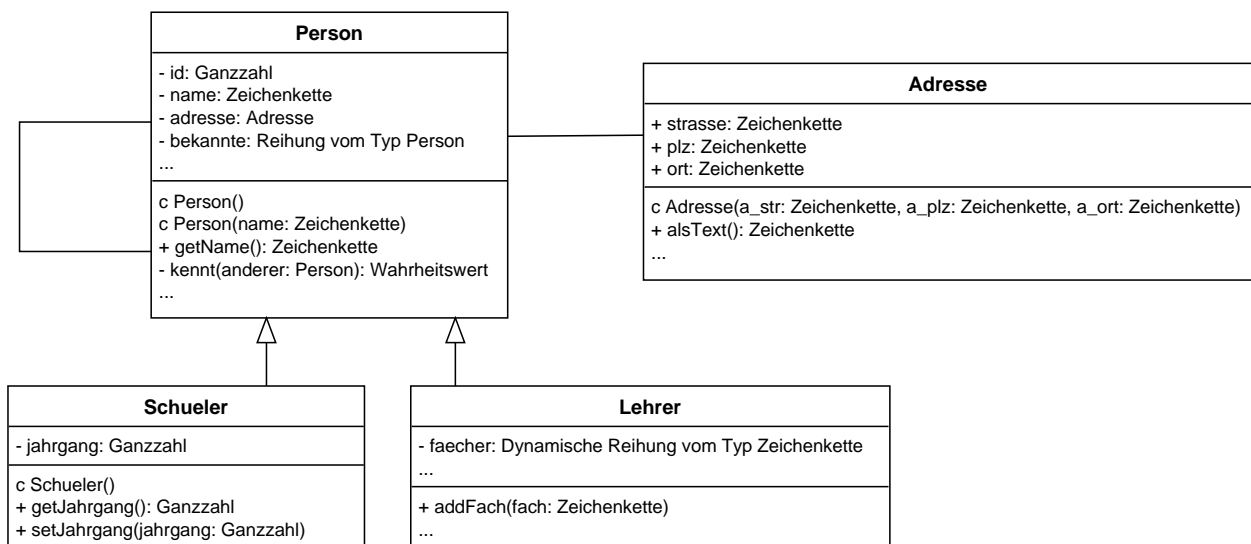 Person
- id: Ganzzahl
- name: Zeichenkette
- adresse: Adresse
- bekannte: Reihung vom Typ Person
...
c Person()
c Person(name: Zeichenkette)
+ getName(): Zeichenkette
- kennt(anderer: Person): Wahrheitswert
...
Adresse
+ strasse: Zeichenkette
+ plz: Zeichenkette
+ ort: Zeichenkette
c Adresse(a_str: Zeichenkette, a_plz: Zeichenkette, a_ort: Zeichenkette)
+ alsText(): Zeichenkette
...
Schueler
- jahrgang: Ganzzahl
c Schueler()
+ getJahrgang(): Ganzzahl
+ setJahrgang(jahrgang: Ganzzahl)
Lehrer
- faecher: Dynamische Reihung vom Typ Zeichenkette
...
+ addFach(fach: Zeichenkette)
...